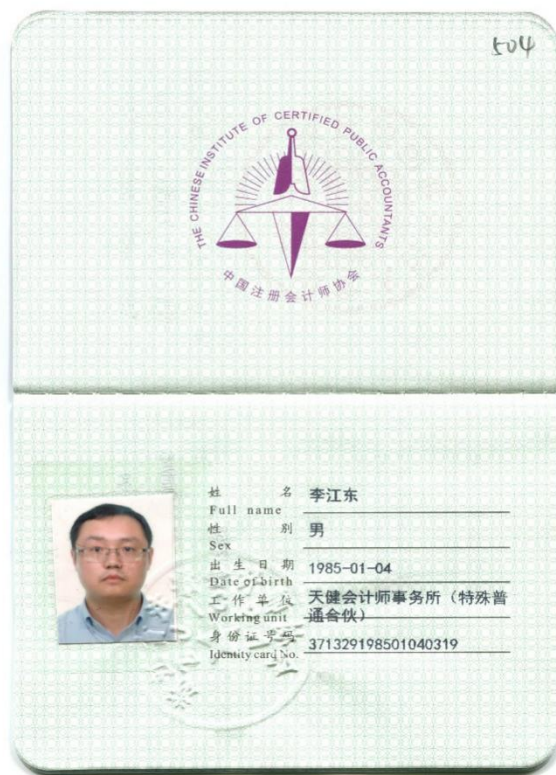 504
THE CHINESE INSTITUTE OF CERTIFIED PUBLIC ACCOUNTANTS
中国注册会计师协会
姓 名 李江东
Full name
性 别 男
Sex
出生日期 1985-01-04
Date of birth
工作单位 天健会计师事务所（特殊普
Working unit 通合伙）
身份证号码 371329198501040319
Identity card No.